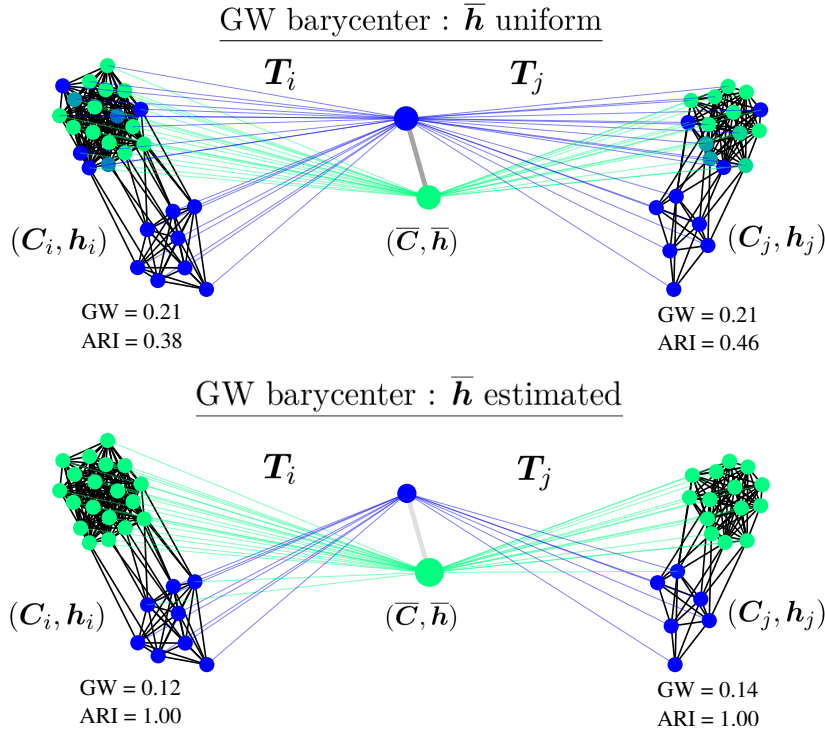 GW barycenter : h̅ uniform
T_i T_j
(C_i, h_i) (C̅, h̅) (C_j, h_j)
GW = 0.21 GW = 0.21
ARI = 0.38 ARI = 0.46
GW barycenter : h̅ estimated
T_i T_j
(C_i, h_i) (C̅, h̅) (C_j, h_j)
GW = 0.12 GW = 0.14
ARI = 1.00 ARI = 1.00